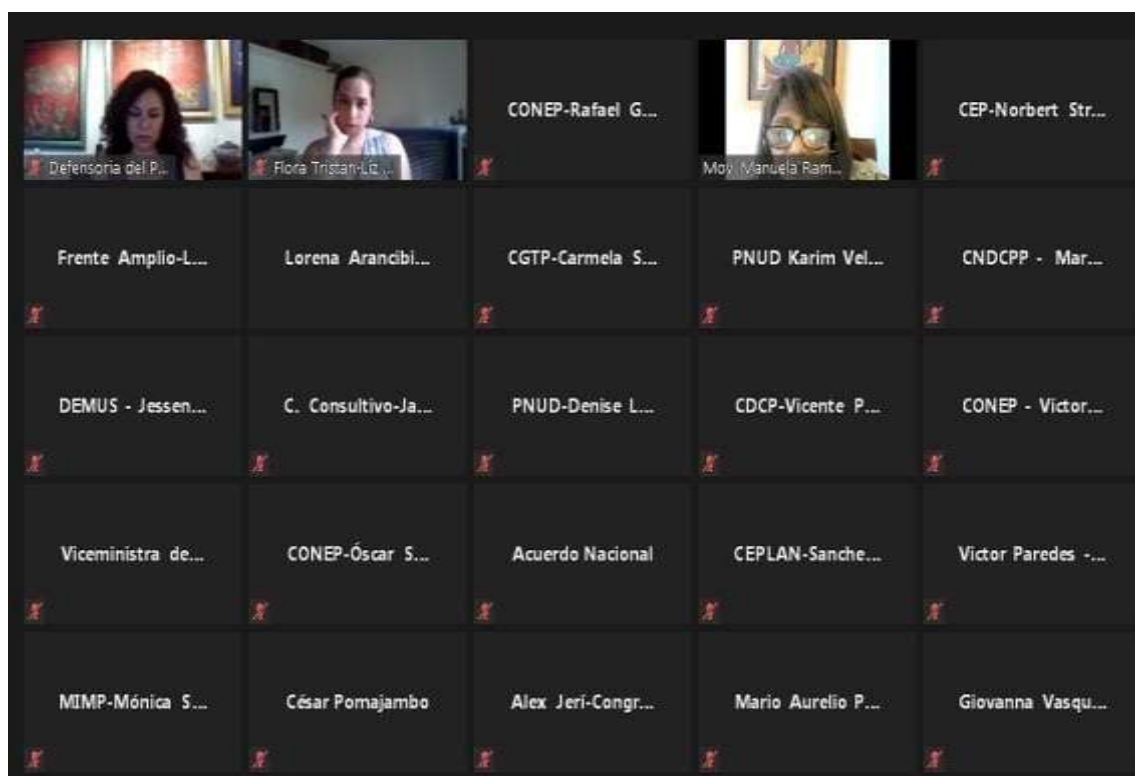 Defensoria del P...
Flora Tristan-Liz ...
CONEP-Rafael G...
Mov. Manuela Ram...
CEP-Norbert Str...
Frente Amplio-L...
Lorena Arancibi...
CGTP-Carmela S...
PNUD Karim Vel...
CNDCPP - Mar...
DEMUS - Jessen...
C. Consultivo-Ja...
PNUD-Denise L...
CDCP-Vicente P...
CONEP - Victor...
Viceministra de...
CONEP-Óscar S...
Acuerdo Nacional
CEPLAN-Sanche...
Victor Paredes -...
MIMP-Mónica S...
César Pomajambo
Alex Jerí-Congr...
Mario Aurelio P...
Giovanna Vasqu...